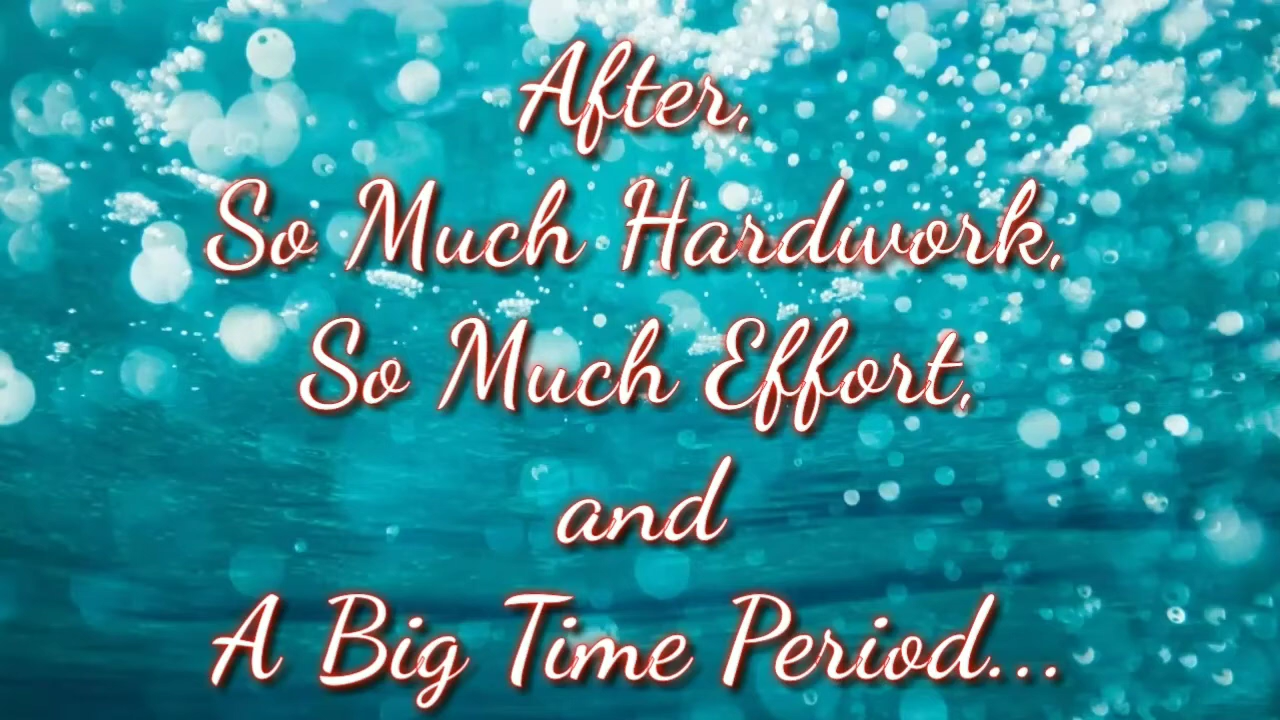 After,
So Much Hardwork,
So Much Effort,
and
A Big Time Period...